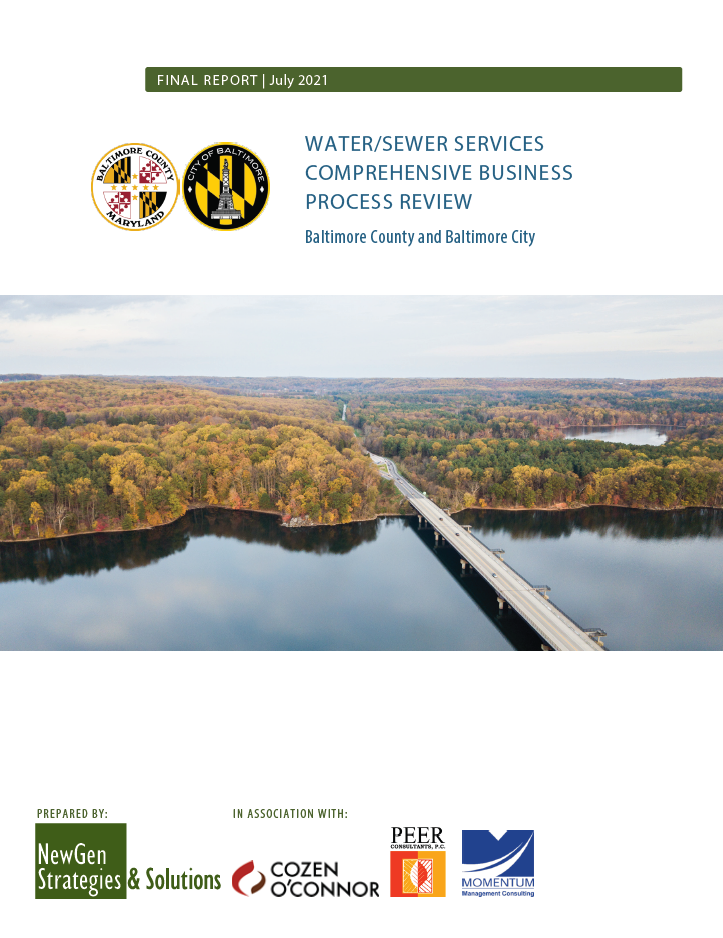 FINAL REPORT | July 2021
BALTIMORE COUNTY
MARYLAND
CITY OF BALTIMORE
WATER/SEWER SERVICES
COMPREHENSIVE BUSINESS
PROCESS REVIEW
Baltimore County and Baltimore City
PREPARED BY:
NewGen
Strategies & Solutions
IN ASSOCIATION WITH:
COZEN
O'CONNOR
PEER
CONSULTANTS, P.C.
MOMENTUM
Management Consulting